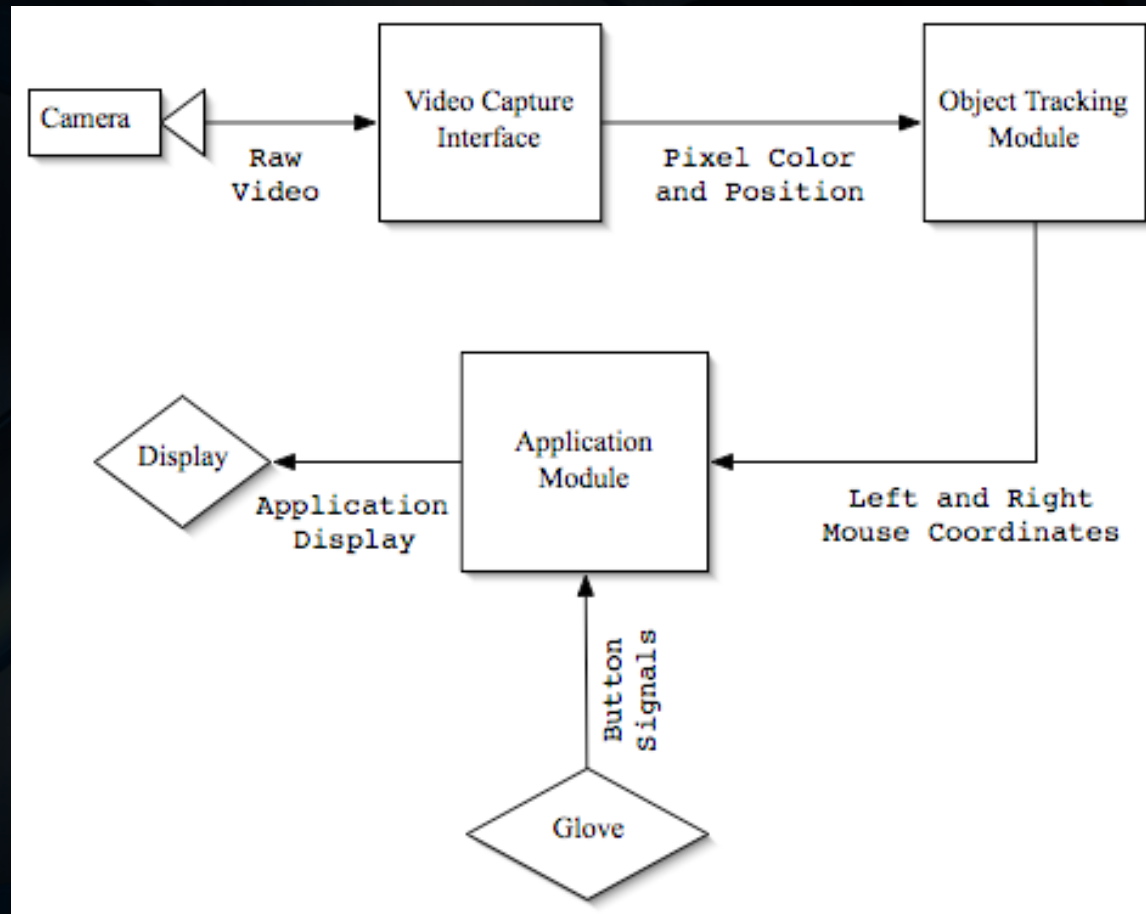 Camera
Raw
Video
Video Capture
Interface
Pixel Color
and Position
Object Tracking
Module
Left and Right
Mouse Coordinates
Application
Module
Application
Display
Display
Button
Signals
Glove